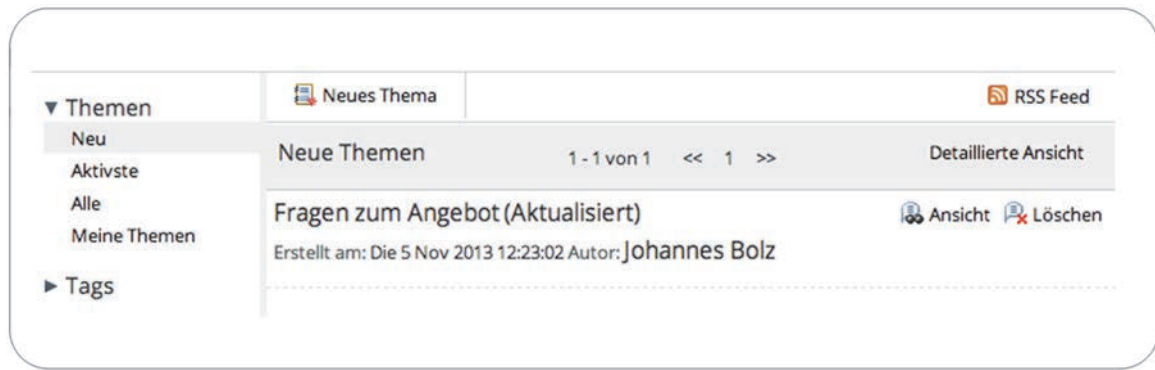 ▼ Themen
Neu
Aktivste
Alle
Meine Themen
► Tags
Neues Thema
RSS Feed
Neue Themen 1 - 1 von 1 << 1 >> Detaillierte Ansicht
Fragen zum Angebot (Aktualisiert) Ansicht Löschen
Erstellt am: Die 5 Nov 2013 12:23:02 Autor: Johannes Bolz